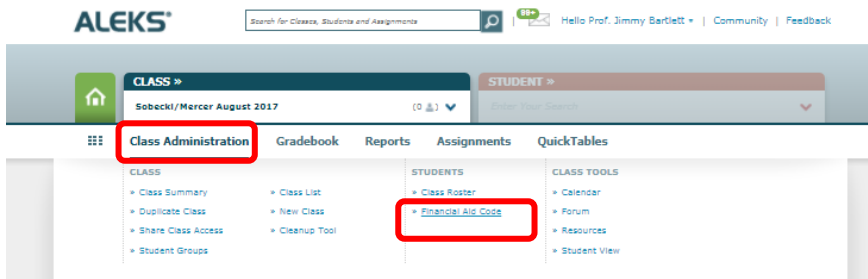 ALEKS®
Search for Classes, Students and Assignments
| 99+ Hello Prof. Jimmy Bartlett | Community | Feedback
CLASS » STUDENT »
Sobecki/Mercer August 2017 (0 ) Enter Your Search
Class Administration Gradebook Reports Assignments QuickTables
CLASS STUDENTS CLASS TOOLS
» Class Summary » Class List » Class Roster » Calendar
» Duplicate Class » New Class » Financial Aid Code » Forum
» Share Class Access » Cleanup Tool » Resources
» Student Groups » Student View